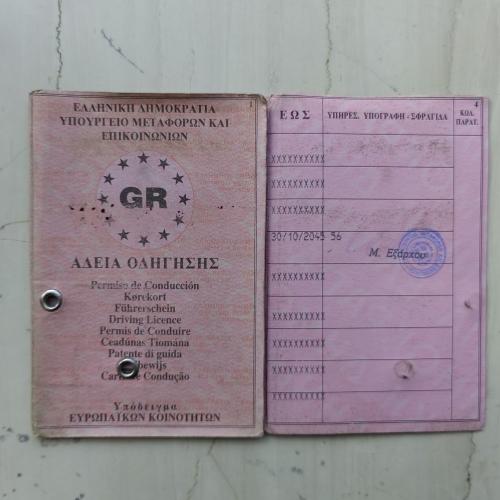 1
ΕΛΛΗΝΙΚΗ ΔΗΜΟΚΡΑΤΙΑ
ΥΠΟΥΡΓΕΙΟ ΜΕΤΑΦΟΡΩΝ ΚΑΙ
ΕΠΙΚΟΙΝΩΝΙΩΝ
GR
ΑΔΕΙΑ ΟΔΗΓΗΣΗΣ
Permiso de Conducción
Kørekort
Führerschein
Driving Licence
Permis de Conduire
Ceadúnas Tiomána
Patente di guida
Carta de Condução
Υπόδειγμα
ΕΥΡΩΠΑΪΚΩΝ ΚΟΙΝΟΤΗΤΩΝ
4
ΕΩΣ ΥΠΗΡΕΣ. ΥΠΟΓΡΑΦΗ - ΣΦΡΑΓΙΔΑ ΚΩΔ. ΠΑΡΑΤ.
XXXXXXXXXX
XXXXXXXXXX
XXXXXXXXXX
30/10/2045 56
Μ. Εξάρχου
XXXXXXXXXX
XXXXXXXXXX
XXXXXXXXXX
XXXXXXXXXX
XXXXXXXXXX